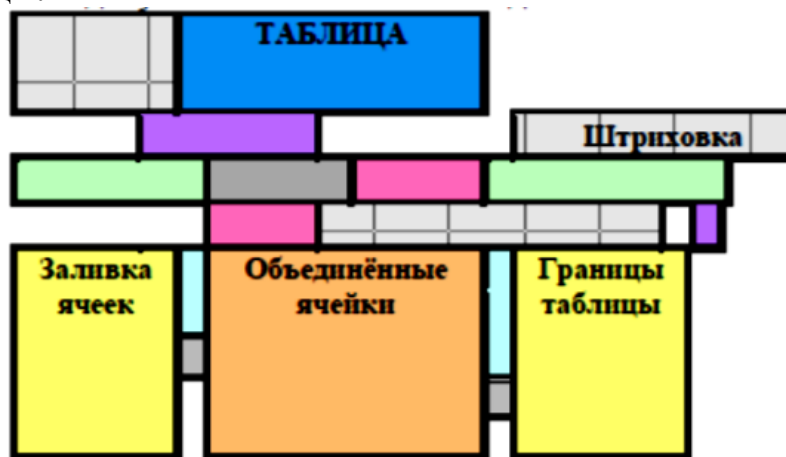 ТАБЛИЦА
Штриховка
Заливка
ячеек
Объединённые
ячейки
Границы
таблицы